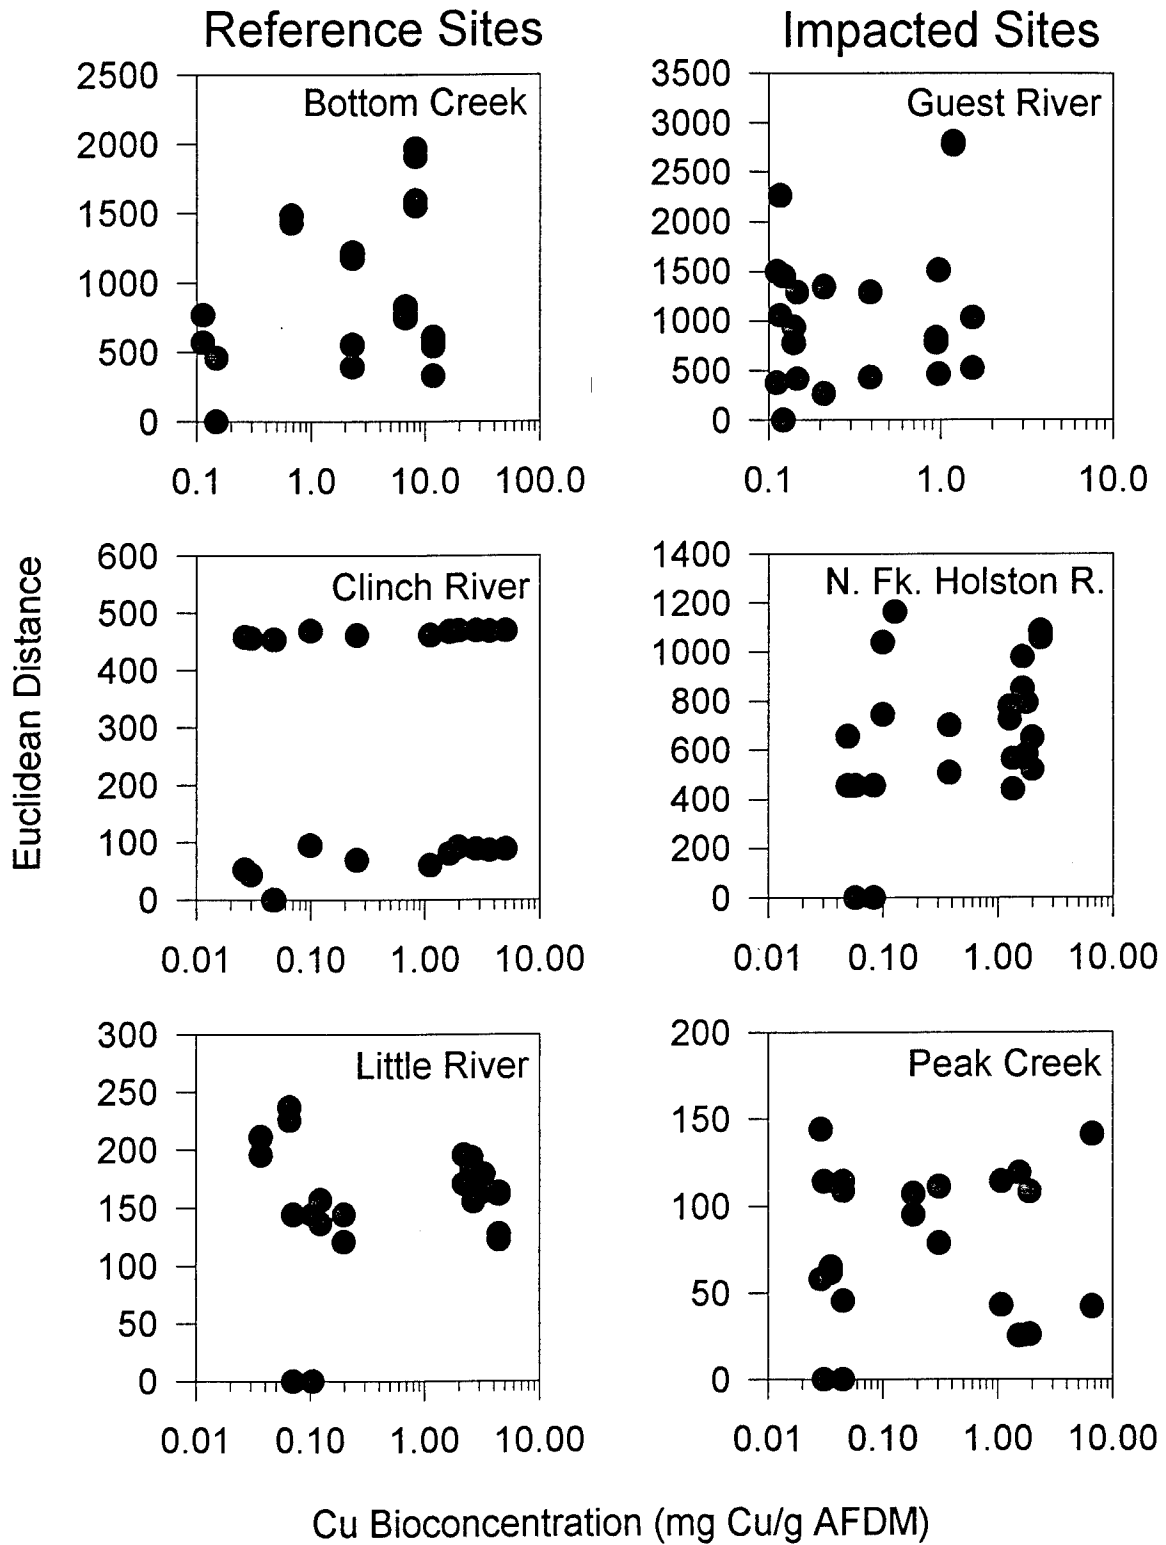 Reference Sites
Impacted Sites
2500
2000
1500
1000
500
0
Bottom Creek
0.1 1.0 10.0 100.0
3500
3000
2500
2000
1500
1000
500
0
Guest River
0.1 1.0 10.0
Euclidean Distance
600
500
400
300
200
100
0
Clinch River
0.01 0.10 1.00 10.00
1400
1200
1000
800
600
400
200
0
N. Fk. Holston R.
0.01 0.10 1.00 10.00
300
250
200
150
100
50
0
Little River
0.01 0.10 1.00 10.00
200
150
100
50
0
Peak Creek
0.01 0.10 1.00 10.00
Cu Bioconcentration (mg Cu/g AFDM)